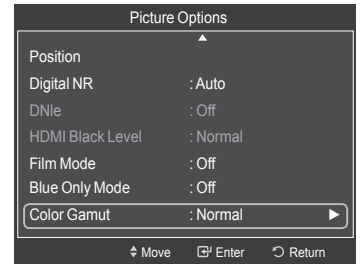 Picture Options
Position
Digital NR : Auto
DNIe : Off
HDMI Black Level : Normal
Film Mode : Off
Blue Only Mode : Off
Color Gamut : Normal
Move Enter Return